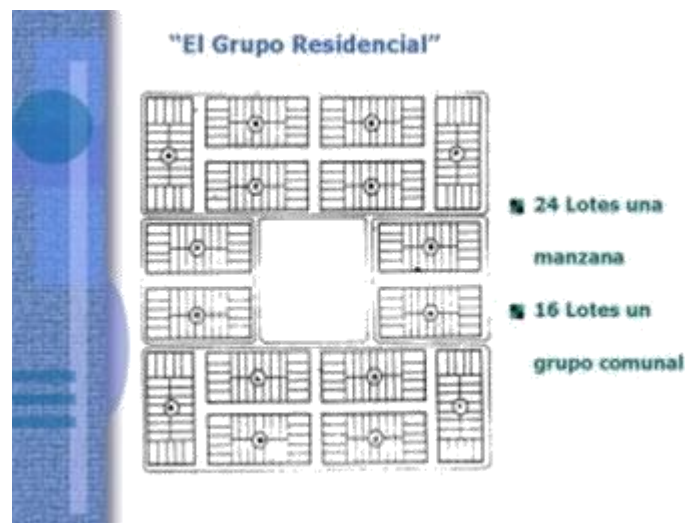 “El Grupo Residencial”
24 Lotes una
manzana
16 Lotes un
grupo comunal